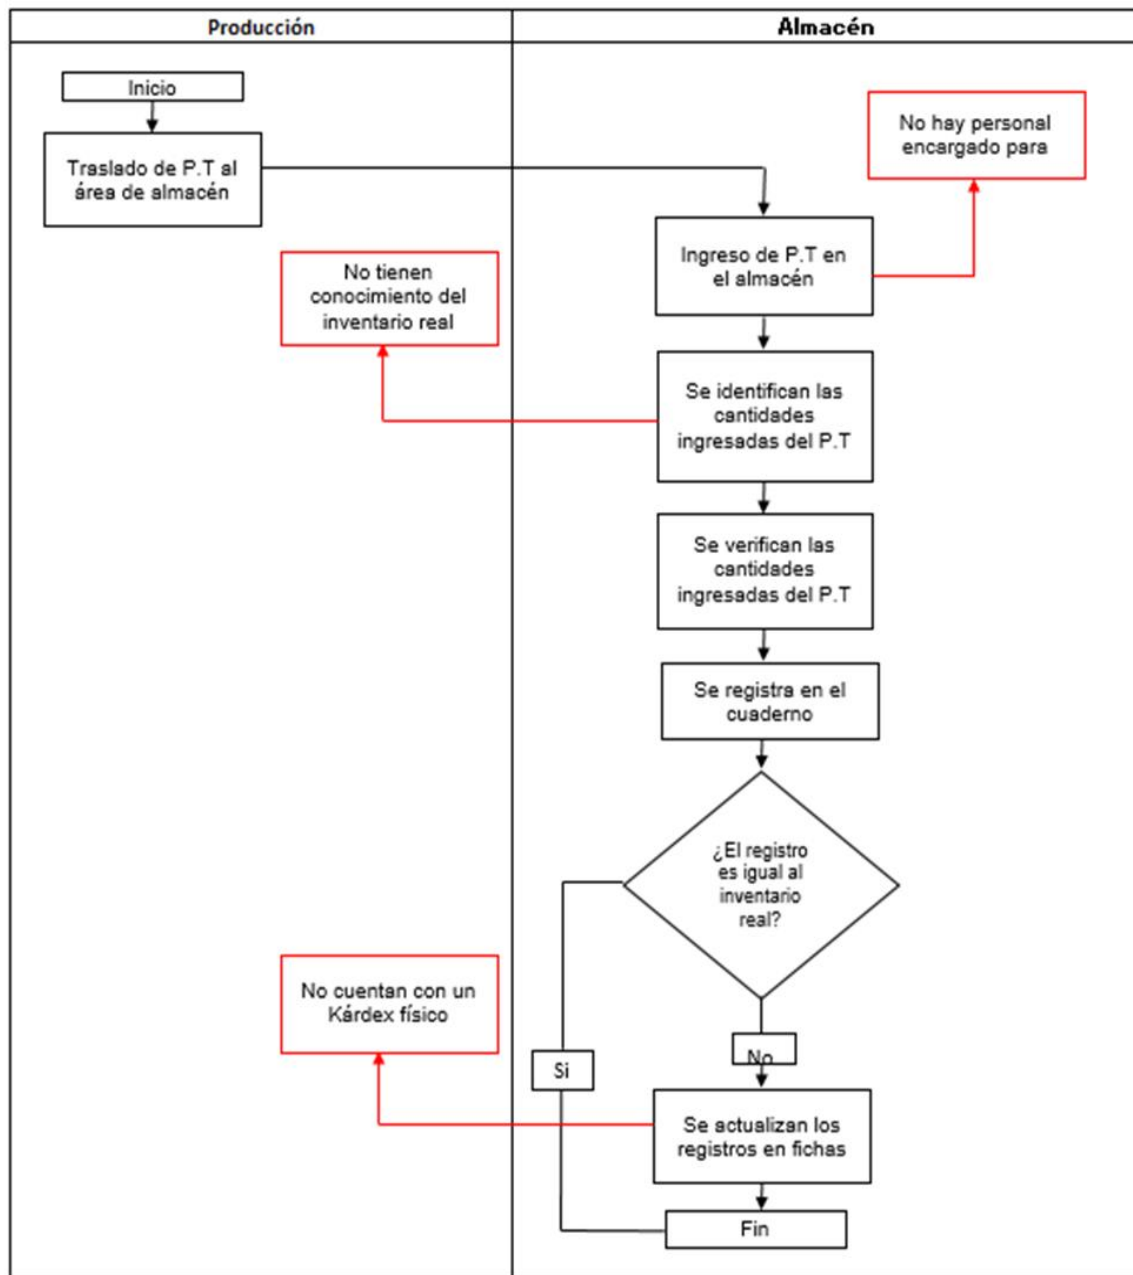 Producción
Almacén
Inicio
Traslado de P.T al
área de almacén
No hay personal
encargado para
Ingreso de P.T en
el almacén
No tienen
conocimiento del
inventario real
Se identifican las
cantidades
ingresadas del P.T
Se verifican las
cantidades
ingresadas del P.T
Se registra en el
cuaderno
¿El registro
es igual al
inventario
real?
No cuentan con un
Kárdex físico
No
Si
Se actualizan los
registros en fichas
Fin